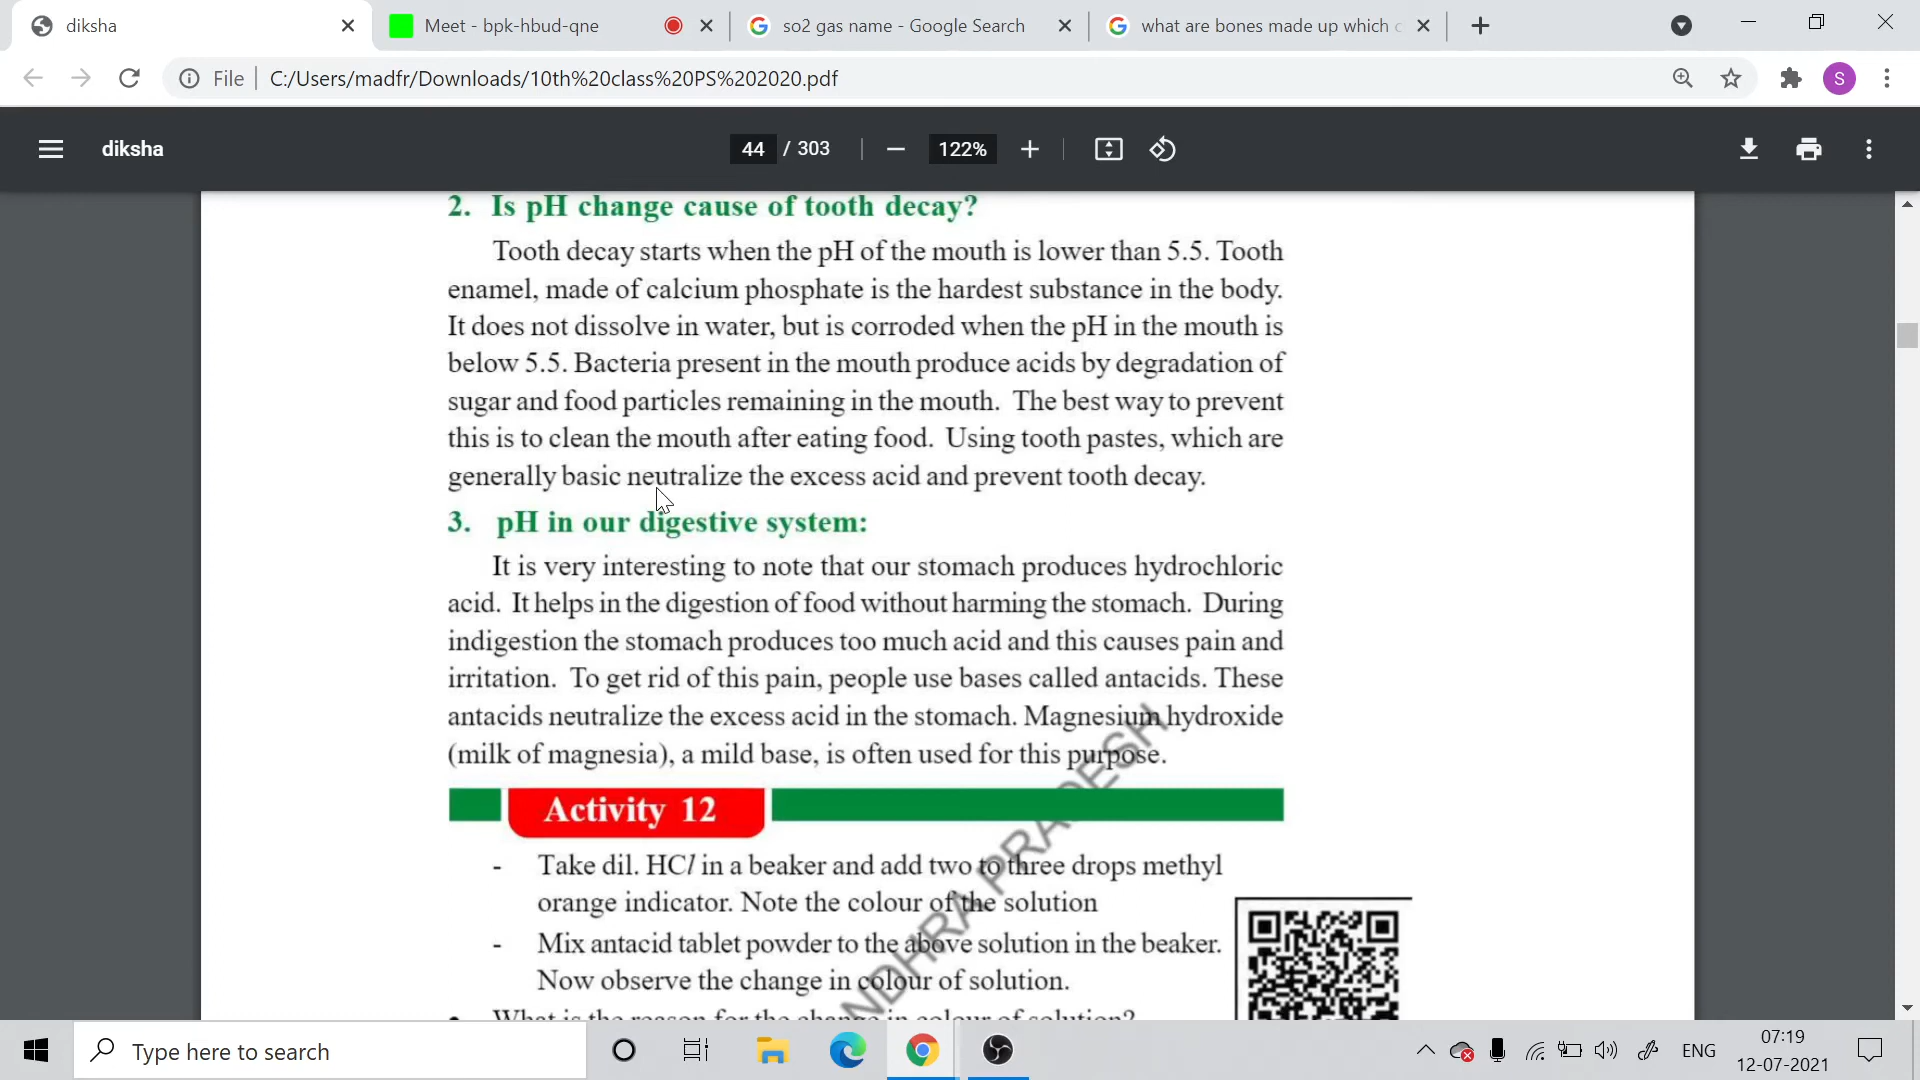 diksha
Meet - bpk-hbud-qne
so2 gas name - Google Search
what are bones made up which c
File
C:/Users/madfr/Downloads/10th%20class%20PS%202020.pdf
S
diksha
44 / 303
122%
2. Is pH change cause of tooth decay?
Tooth decay starts when the pH of the mouth is lower than 5.5. Tooth
enamel, made of calcium phosphate is the hardest substance in the body.
It does not dissolve in water, but is corroded when the pH in the mouth is
below 5.5. Bacteria present in the mouth produce acids by degradation of
sugar and food particles remaining in the mouth. The best way to prevent
this is to clean the mouth after eating food. Using tooth pastes, which are
generally basic neutralize the excess acid and prevent tooth decay.
3. pH in our digestive system:
It is very interesting to note that our stomach produces hydrochloric
acid. It helps in the digestion of food without harming the stomach. During
indigestion the stomach produces too much acid and this causes pain and
irritation. To get rid of this pain, people use bases called antacids. These
antacids neutralize the excess acid in the stomach. Magnesium hydroxide
(milk of magnesia), a mild base, is often used for this purpose.
Activity 12
- Take dil. HCl in a beaker and add two to three drops methyl
orange indicator. Note the colour of the solution
- Mix antacid tablet powder to the above solution in the beaker.
Now observe the change in colour of solution.
• What is the reason for the change in colour of solution?
NDHRA PRADESH
Type here to search
ENG
07:19
12-07-2021